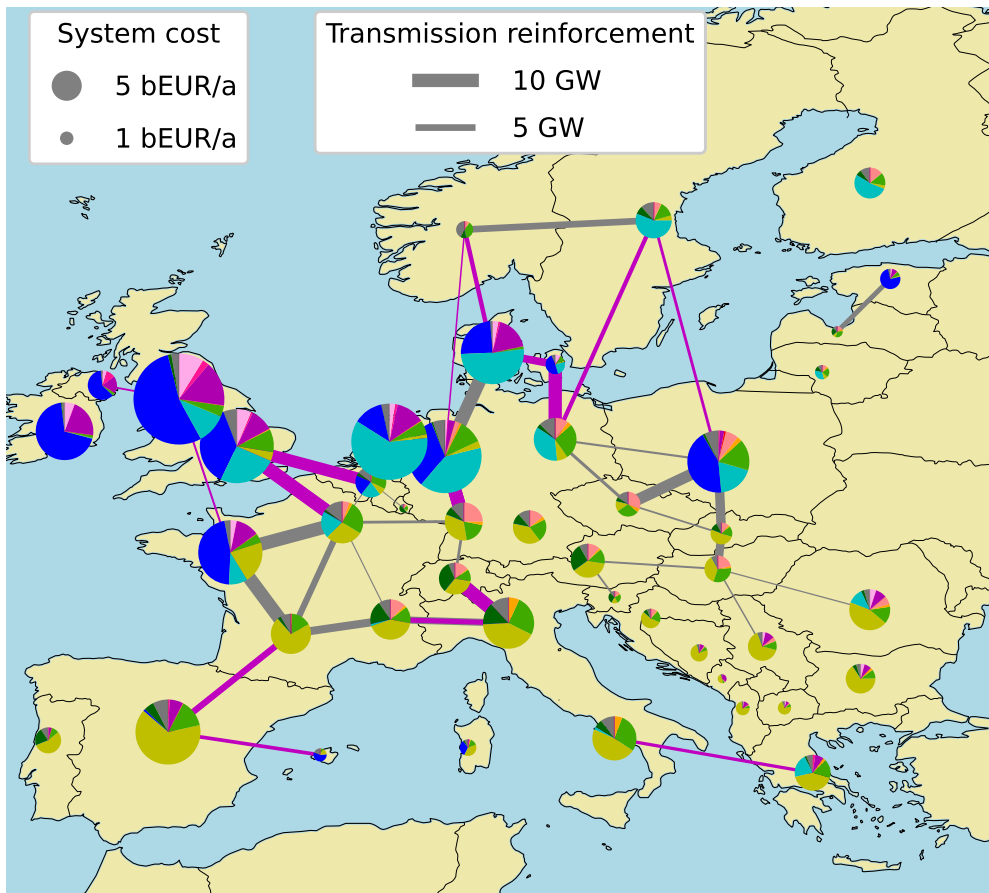 System cost
5 bEUR/a
1 bEUR/a
Transmission reinforcement
10 GW
5 GW